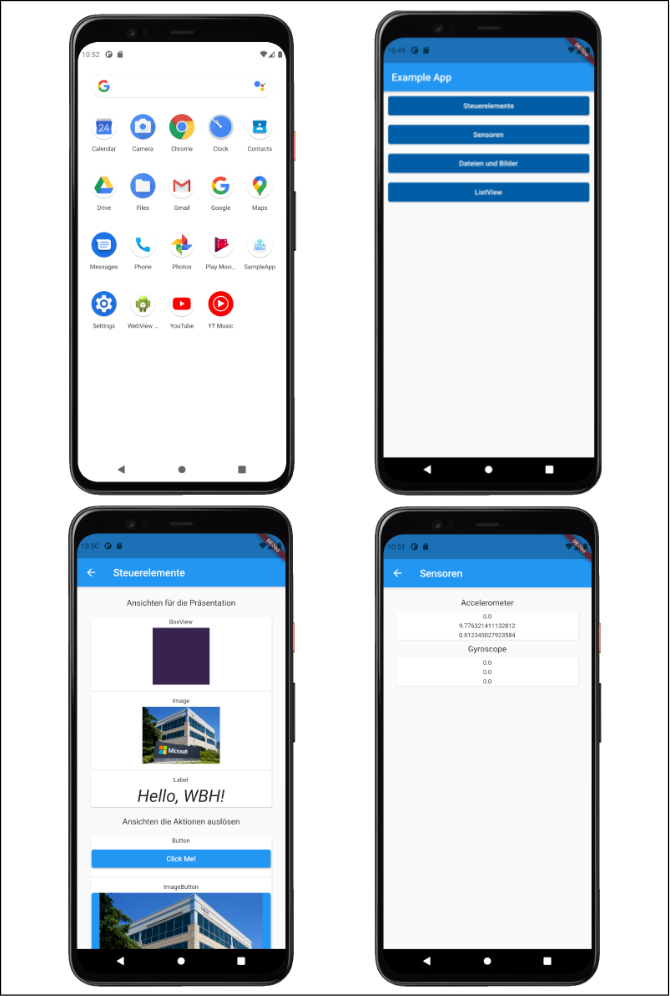 10:52
24
Calendar
Camera
Chrome
Clock
Contacts
Drive
Files
Gmail
Google
Maps
Messages
Phone
Photos
Play Movi...
SampleApp
Settings
WebView ...
YouTube
YT Music
10:49
DEBUG
Example App
Steuerelemente
Sensoren
Dateien und Bilder
ListView
10:50
DEBUG
Steuerelemente
Ansichten für die Präsentation
BoxView
Image
Microsoft
Label
Hello, WBH!
Ansichten die Aktionen auslösen
Button
Click Me!
ImageButton
10:51
DEBUG
Sensoren
Accelerometer
0.0
9.776321411132812
0.812345027923584
Gyroscope
0.0
0.0
0.0